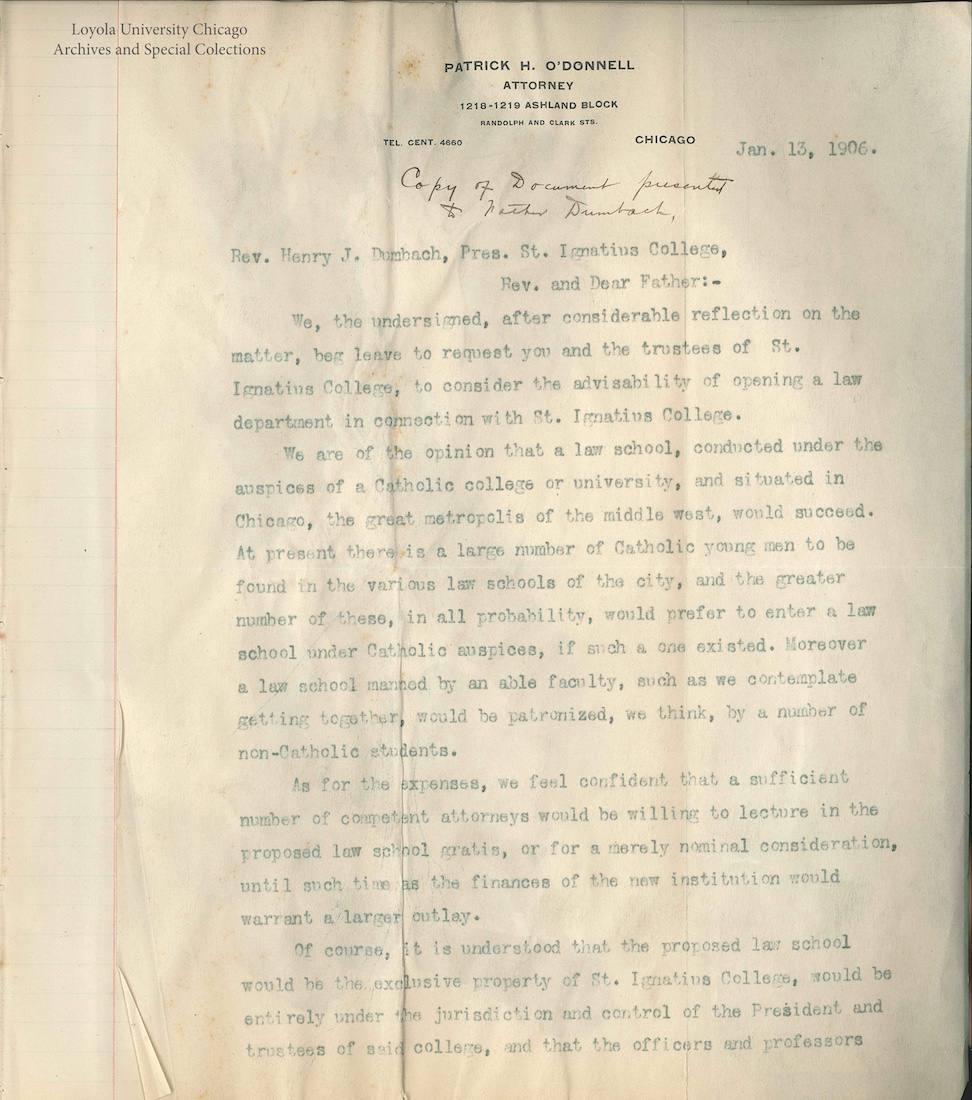 Loyola University Chicago
Archives and Special Colections
PATRICK H. O'DONNELL
ATTORNEY
1218-1219 ASHLAND BLOCK
RANDOLPH AND CLARK STS.
TEL. CENT. 4660
CHICAGO
Jan. 13, 1906.
Copy of Document presented
to Father Dumbach,
Rev. Henry J. Dumbach, Pres. St. Ignatius College,
Rev. and Dear Father:-
We, the undersigned, after considerable reflection on the
matter, beg leave to request you and the trustees of St.
Ignatius College, to consider the advisability of opening a law
department in connection with St. Ignatius College.
We are of the opinion that a law school, conducted under the
auspices of a Catholic college or university, and situated in
Chicago, the great metropolis of the middle west, would succeed.
At present there is a large number of Catholic young men to be
found in the various law schools of the city, and the greater
number of these, in all probability, would prefer to enter a law
school under Catholic auspices, if such a one existed. Moreover
a law school manned by an able faculty, such as we contemplate
getting together, would be patronized, we think, by a number of
non-Catholic students.
As for the expenses, we feel confident that a sufficient
number of competent attorneys would be willing to lecture in the
proposed law school gratis, or for a merely nominal consideration,
until such time as the finances of the new institution would
warrant a larger outlay.
Of course, it is understood that the proposed law school
would be the exclusive property of St. Ignatius College, would be
entirely under the jurisdiction and control of the President and
trustees of said college, and that the officers and professors